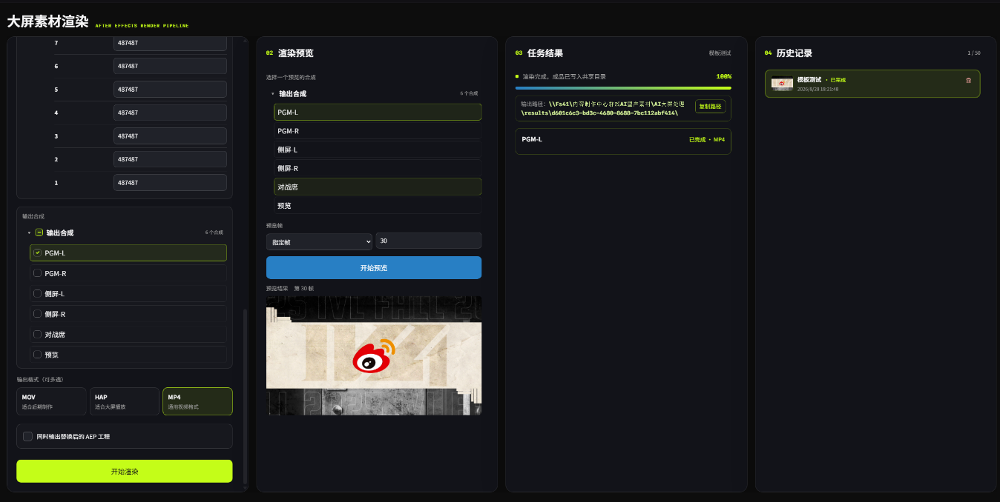 大屏素材渲染 AFTER EFFECTS RENDER PIPELINE
7 487487
6 487487
5 487487
4 487487
3 487487
2 487487
1 487487
输出合成
输出合成 6 个合成
PGM-L
PGM-R
侧屏-L
侧屏-R
对战席
预览
输出格式（可多选）
MOV
适合后期制作
HAP
适合大屏播放
MP4
通用视频格式
同时输出替换后的 AEP 工程
开始渲染
02 渲染预览
选择一个预览的合成
输出合成 6 个合成
PGM-L
PGM-R
侧屏-L
侧屏-R
对战席
预览
预览帧
指定帧 30
开始预览
预览结果 第 30 帧
03 任务结果 模板测试
渲染完成，成品已写入共享目录 100%
输出路径：\\Fs41\内容制作中心游戏AI量产素材\AI大屏处理
\results\d601c6c3-bd3c-4680-8688-7bc112abf414\
复制路径
PGM-L 已完成 • MP4
04 历史记录 1 / 50
模板测试 • 已完成
2026/8/28 18:21:48